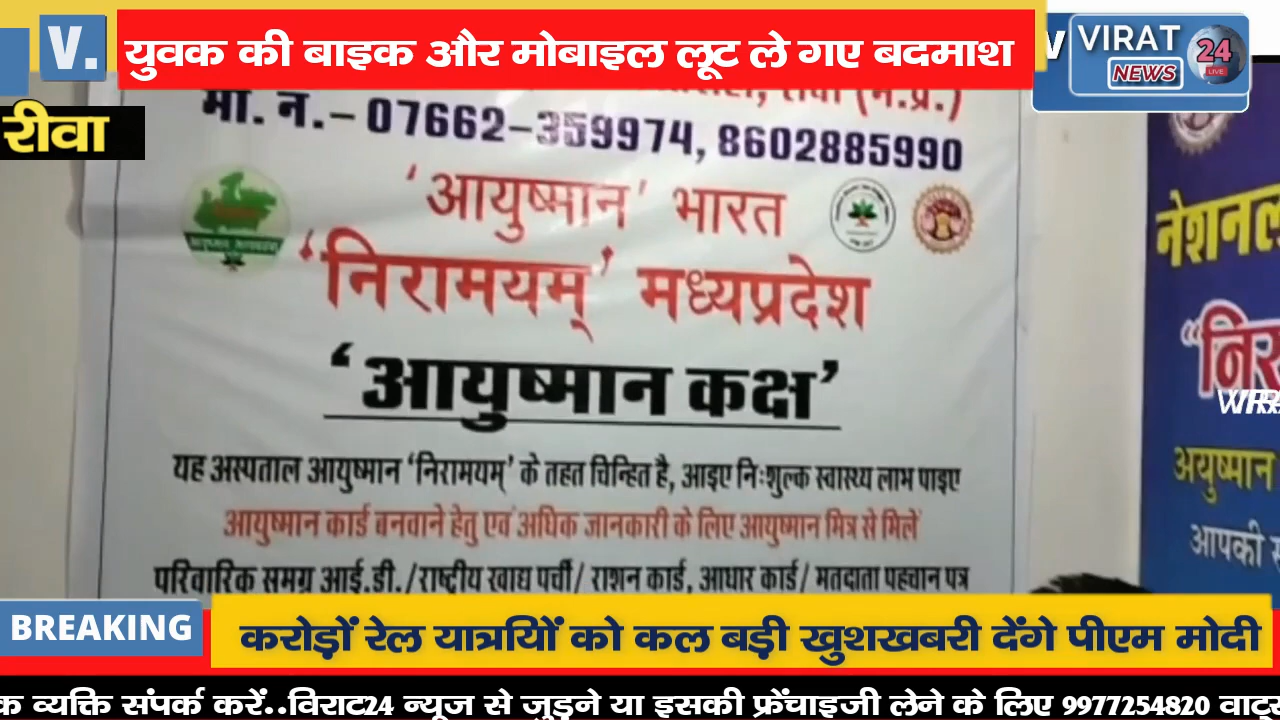 V. युवक की बाइक और मोबाइल लूट ले गए बदमाश
VIRAT 24
NEWS LIVE
रीवा
रीवा (म.प्र.)
मो. न.– 07662–359974, 8602885990
'आयुष्मान' भारत
'निरामयम्' मध्यप्रदेश
'आयुष्मान कक्ष'
यह अस्पताल आयुष्मान 'निरामयम्' के तहत चिन्हित है, आइए निःशुल्क स्वास्थ्य लाभ पाइए
आयुष्मान कार्ड बनवाने हेतु एवं अधिक जानकारी के लिए आयुष्मान मित्र से मिलें
परिवारिक समग्र आई.डी./राष्ट्रीय खाद्य पर्ची/ राशन कार्ड, आधार कार्ड/ मतदाता पहचान पत्र
नेशनल
"निर
अयुष्मान
आपकी
BREAKING
करोड़ों रेल यात्रयिों को कल बड़ी खुशखबरी देंगे पीएम मोदी
क व्यक्ति संपर्क करें..विराट24 न्यूज से जुड़ने या इसकी फ्रेंचाइजी लेने के लिए 9977254820 वाट्स